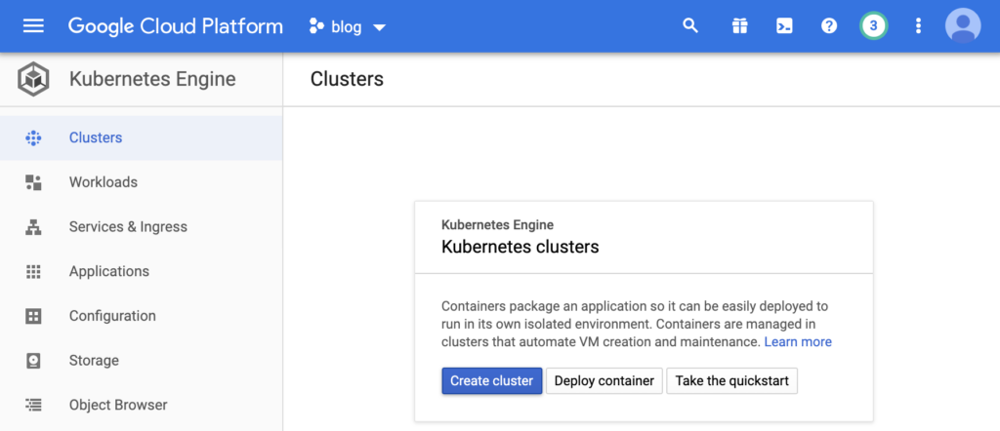 Google Cloud Platform
blog
3
Kubernetes Engine
Clusters
Clusters
Workloads
Services & Ingress
Applications
Configuration
Storage
Object Browser
Kubernetes Engine
Kubernetes clusters
Containers package an application so it can be easily deployed to
run in its own isolated environment. Containers are managed in
clusters that automate VM creation and maintenance. Learn more
Create cluster
Deploy container
Take the quickstart